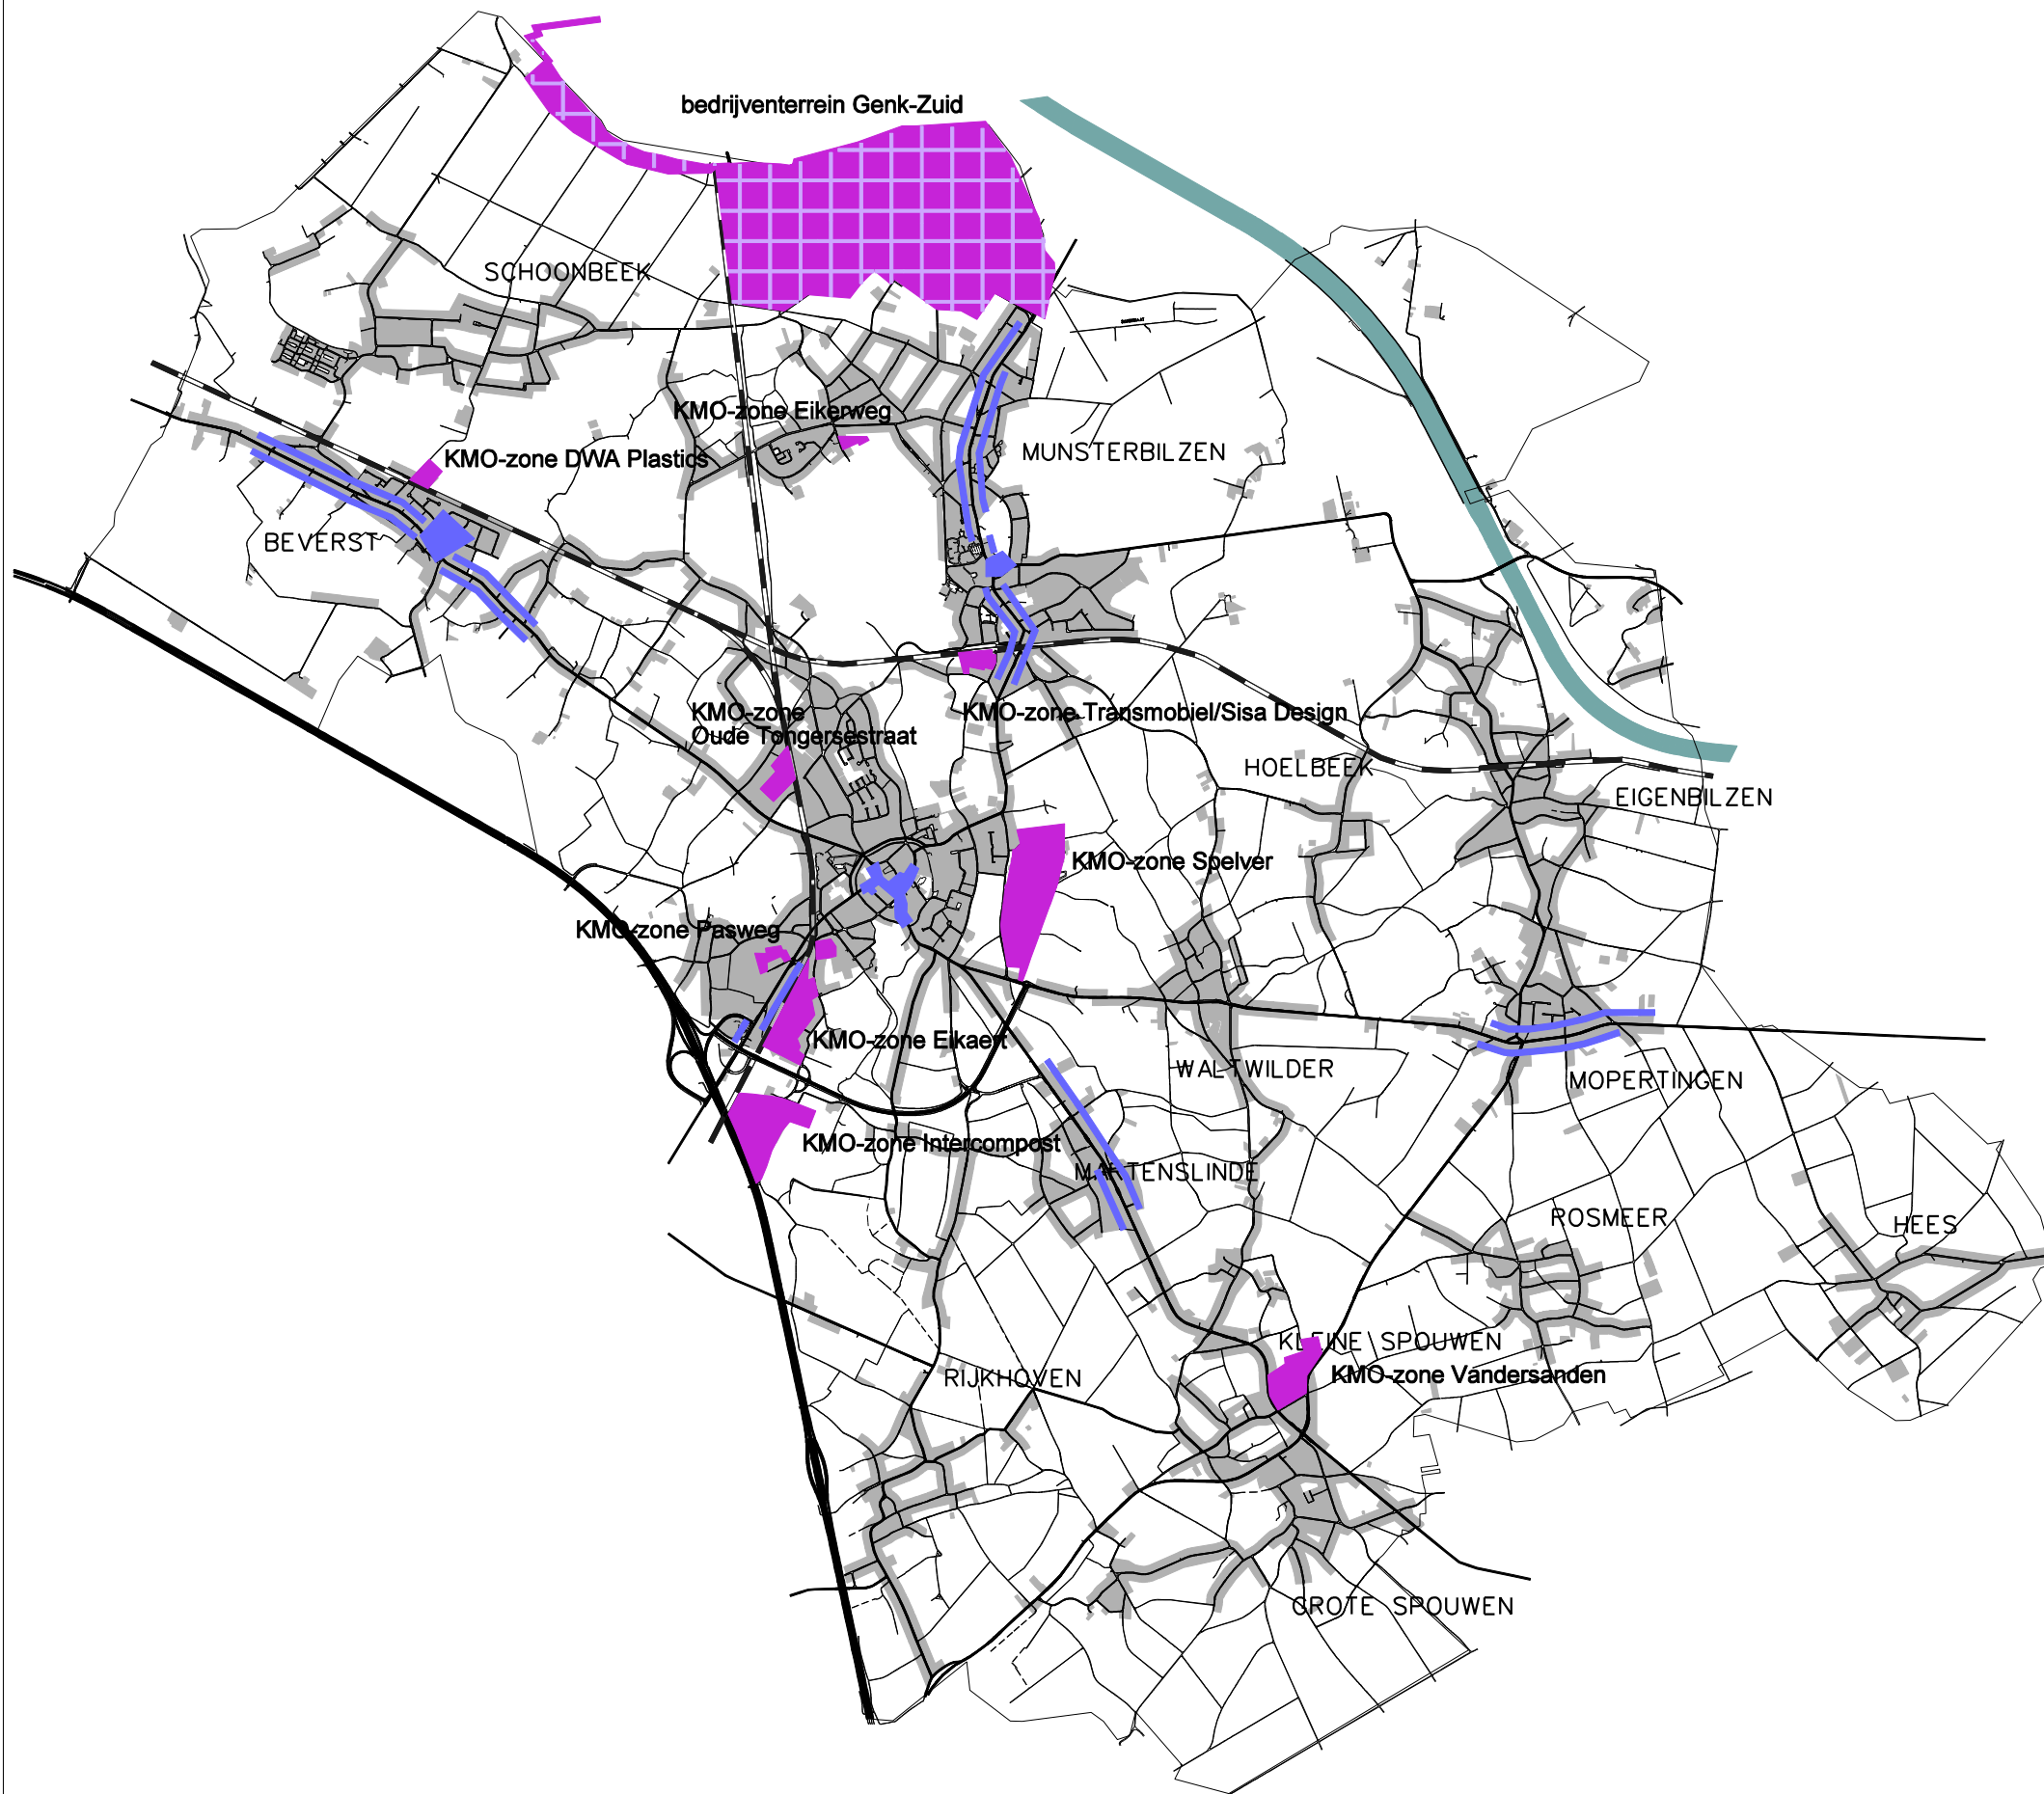 bedrijventerrein Genk-Zuid
SCHOONBEEK
KMO-zone Eikerweg
MUNSTERBILZEN
KMO-zone DWA Plastics
BEVERST
KMO-zone
Oude Tongersestraat
KMO-zone Transmobiel/Sisa Design
HOELBEEK
EIGENBILZEN
KMO-zone Spelver
KMO-zone Pasweg
KMO-zone Eikaert
WALTWILDER
MOPERTINGEN
KMO-zone Intercompost
MARTENSLINDE
ROSMEER
HEES
KLEINE SPOUWEN
KMO-zone Vandersanden
RIJKHOVEN
GROTE SPOUWEN